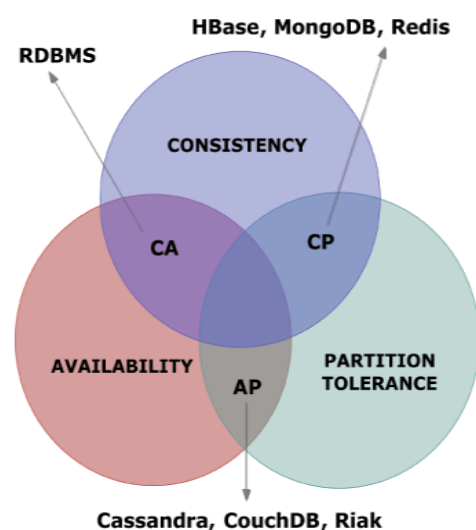 HBase, MongoDB, Redis
RDBMS
CONSISTENCY
CA
CP
AVAILABILITY
PARTITION
TOLERANCE
AP
Cassandra, CouchDB, Riak